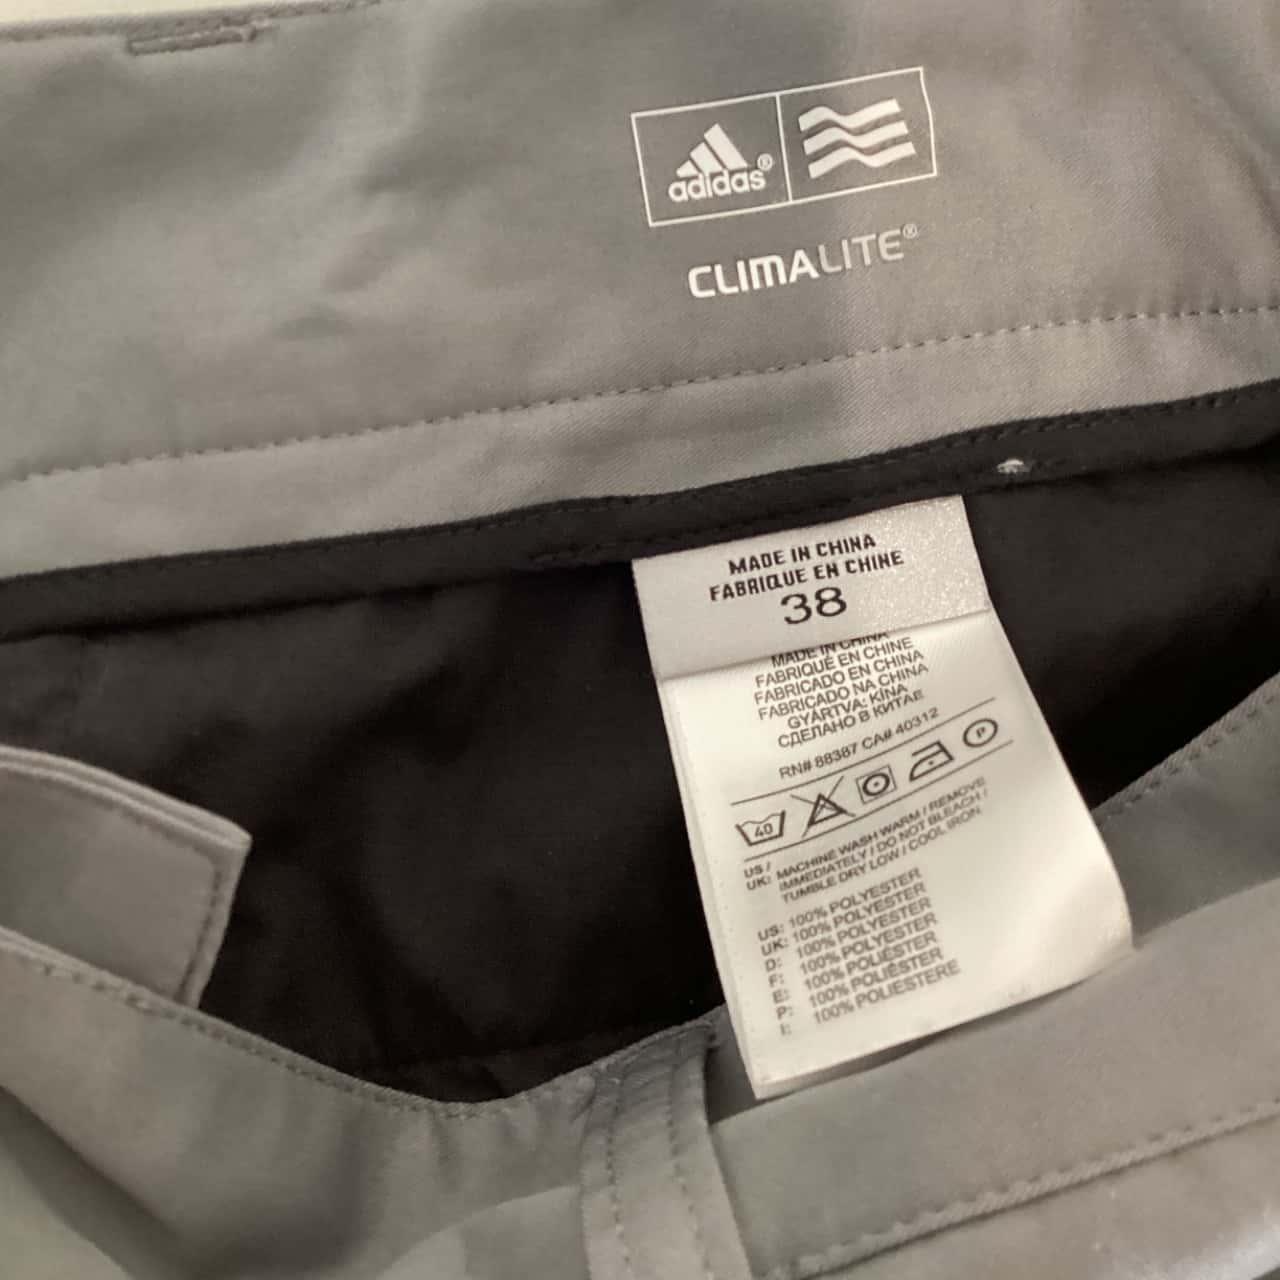 adidas®
CLIMALITE®
MADE IN CHINA
FABRIQUE EN CHINE
38
MADE IN CHINA
FABRIQUÉ EN CHINE
FABRICADO EN CHINA
FABRICADO NA CHINA
GYÁRTVA: KÍNA
СДЕЛАНО В КИТАЕ
RN# 88387 CA# 40312
40 P
US / UK: MACHINE WASH WARM / REMOVE
IMMEDIATELY / DO NOT BLEACH /
TUMBLE DRY LOW / COOL IRON.
US: 100% POLYESTER
UK: 100% POLYESTER
D: 100% POLYESTER
F: 100% POLYESTER
E: 100% POLIÉSTER
P: 100% POLIÉSTER
I: 100% POLIESTERE